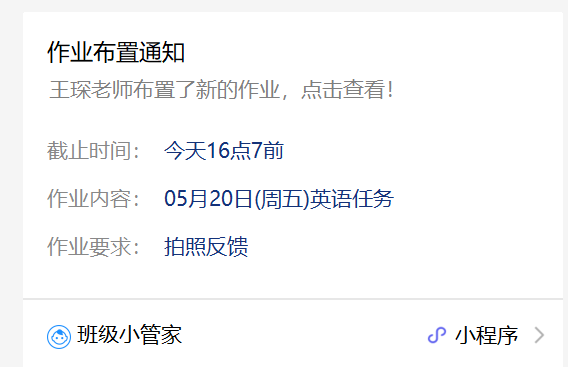 作业布置通知
王琛老师布置了新的作业，点击查看！
截止时间： 今天16点7前
作业内容： 05月20日(周五)英语任务
作业要求： 拍照反馈
班级小管家 小程序